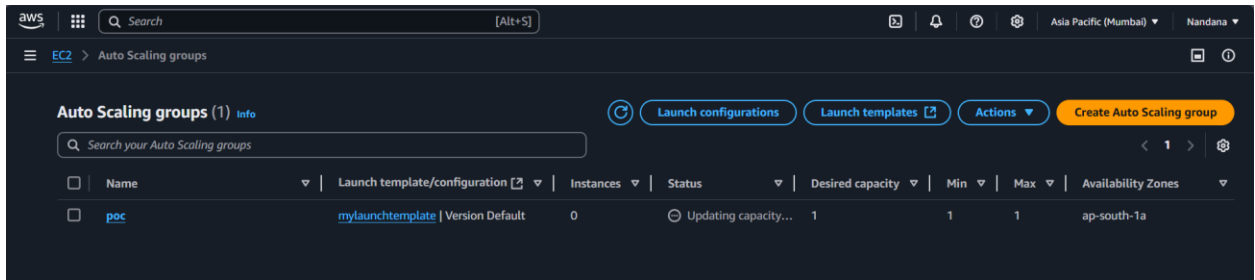 aws Search [Alt+S] Asia Pacific (Mumbai) Nandana
EC2 > Auto Scaling groups
Auto Scaling groups (1) Info Launch configurations Launch templates Actions Create Auto Scaling group
Search your Auto Scaling groups < 1 >
Name Launch template/configuration Instances Status Desired capacity Min Max Availability Zones
poc mylaunchtemplate | Version Default 0 Updating capacity... 1 1 1 ap-south-1a